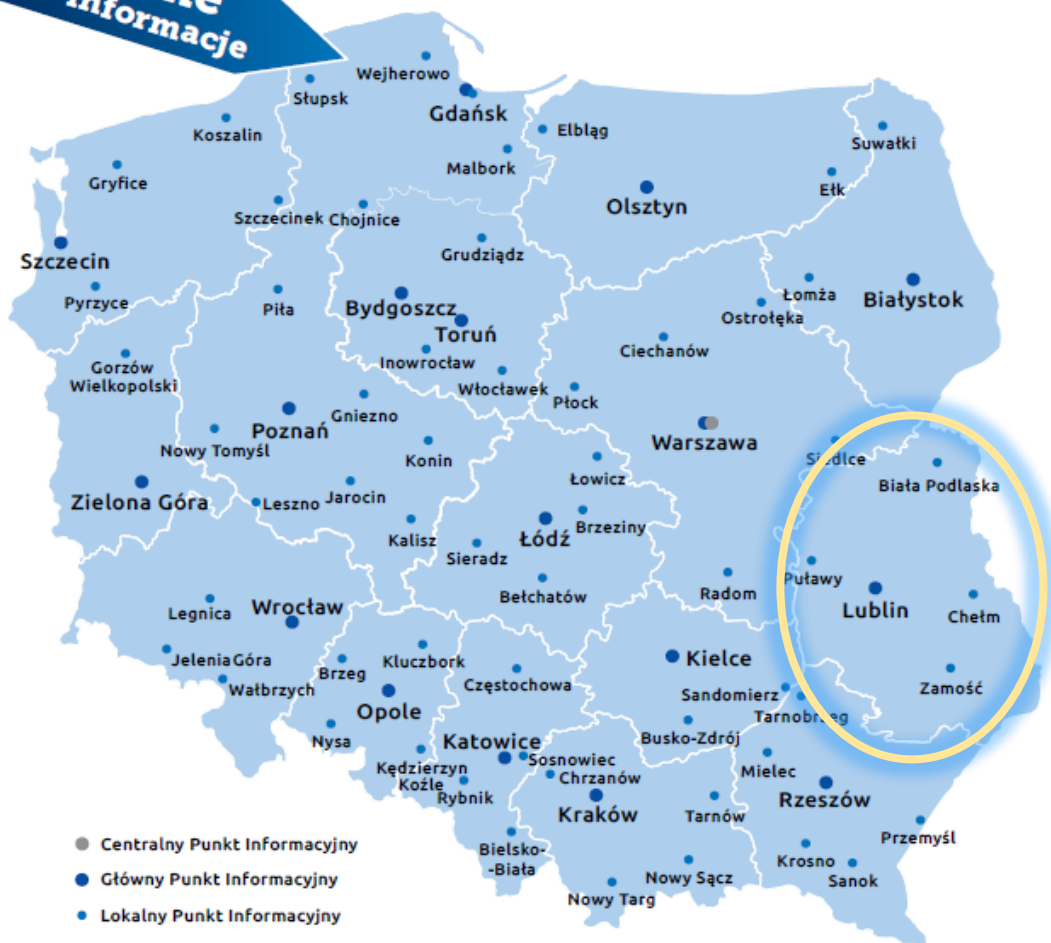 informacje
Wejherowo
Słupsk
Gdańsk
Koszalin
Elbląg
Suwałki
Malbork
Gryfice
Ełk
Olsztyn
Szczecinek
Chojnice
Grudziądz
Szczecin
Pyrzyce
Piła
Bydgoszcz
Toruń
Łomża
Białystok
Ostrołęka
Ciechanów
Gorzów
Wielkopolski
Inowrocław
Włocławek
Płock
Gniezno
Poznań
Nowy Tomyśl
Konin
Warszawa
Siedlce
Biała Podlaska
Łowicz
Zielona Góra
Leszno
Jarocin
Kalisz
Sieradz
Łódź
Brzeziny
Bełchatów
Radom
Puławy
Lublin
Chełm
Legnica
Wrocław
Jelenia Góra
Wałbrzych
Brzeg
Kluczbork
Częstochowa
Kielce
Sandomierz
Tarnobrzeg
Zamość
Opole
Nysa
Katowice
Sosnowiec
Chrzanów
Busko-Zdrój
Kędzierzyn
Koźle
Rybnik
Mielec
Rzeszów
Kraków
Tarnów
Przemyśl
Bielsko-
-Biała
Krosno
Sanok
Nowy Sącz
Nowy Targ
Centralny Punkt Informacyjny
Główny Punkt Informacyjny
Lokalny Punkt Informacyjny